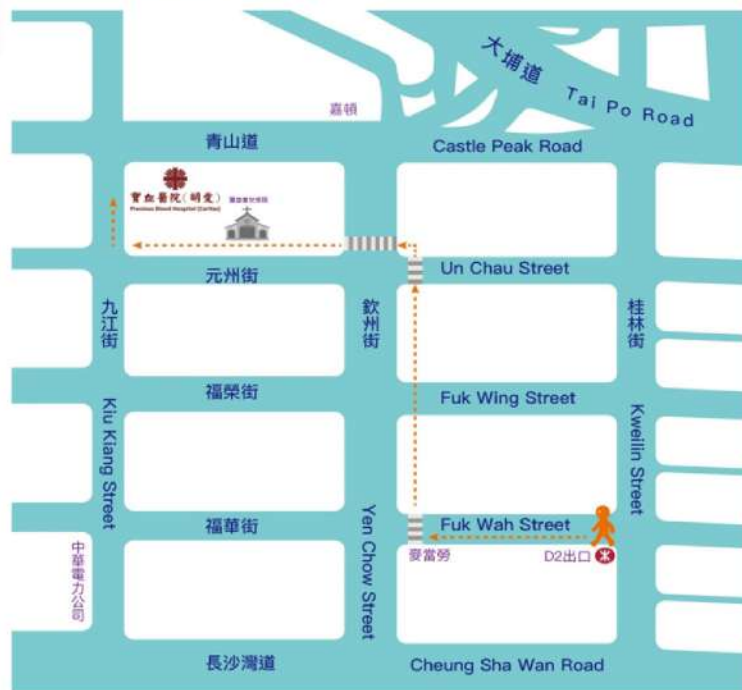 大埔道 Tai Po Road
嘉頓
青山道
Castle Peak Road
寶血醫院(明愛)
Precious Blood Hospital (Caritas)
元州街
Un Chau Street
九江街
欽州街
桂林街
福榮街
Fuk Wing Street
Kiu Kiang Street
Kweilin Street
福華街
Fuk Wah Street
Yen Chow Street
中華電力公司
麥當勞
D2出口
長沙灣道
Cheung Sha Wan Road